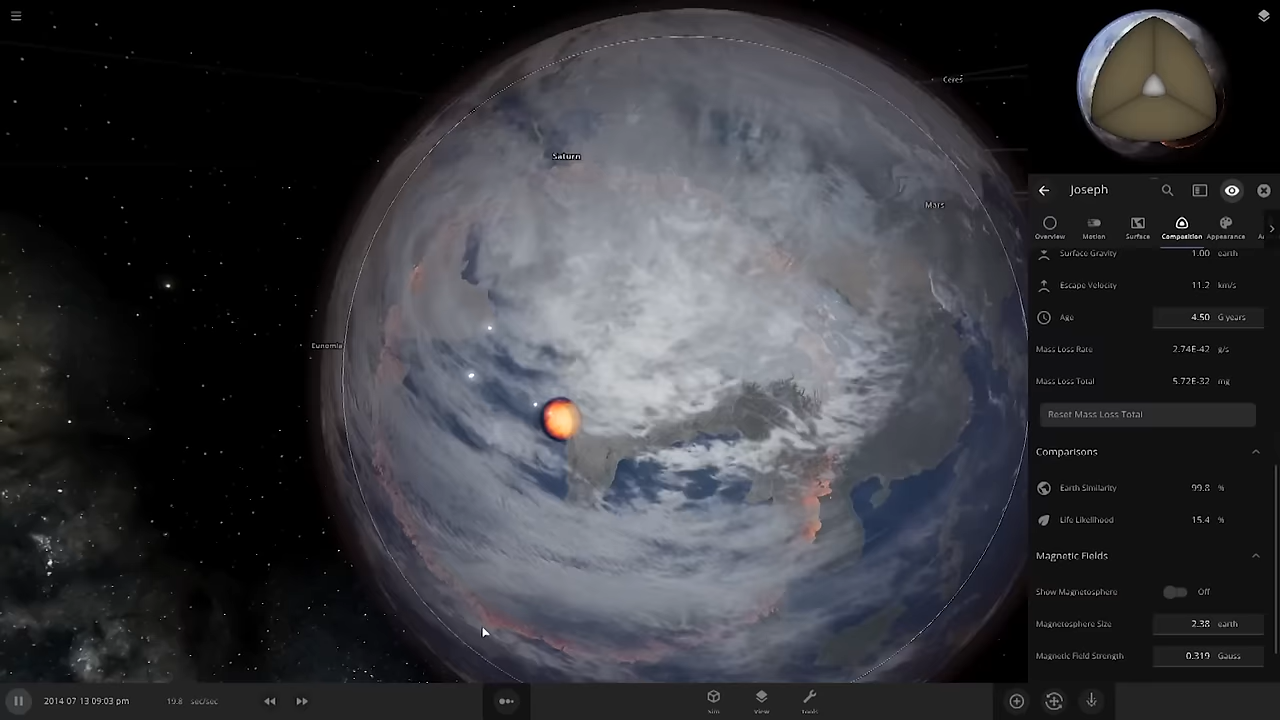 Ceres
Saturn
Mars
Eunomia
Joseph
Overview Motion Surface Composition Appearance
Surface Gravity 1.00 earth
Escape Velocity 11.2 km/s
Age 4.50 G years
Mass Loss Rate 2.74E-42 g/s
Mass Loss Total 5.72E-32 mg
Reset Mass Loss Total
Comparisons
Earth Similarity 99.8 %
Life Likelihood 15.4 %
Magnetic Fields
Show Magnetosphere Off
Magnetosphere Size 2.38 earth
Magnetic Field Strength 0.319 Gauss
2014 07 13 09:03 pm 19.8 sec/sec
Sim View Tools